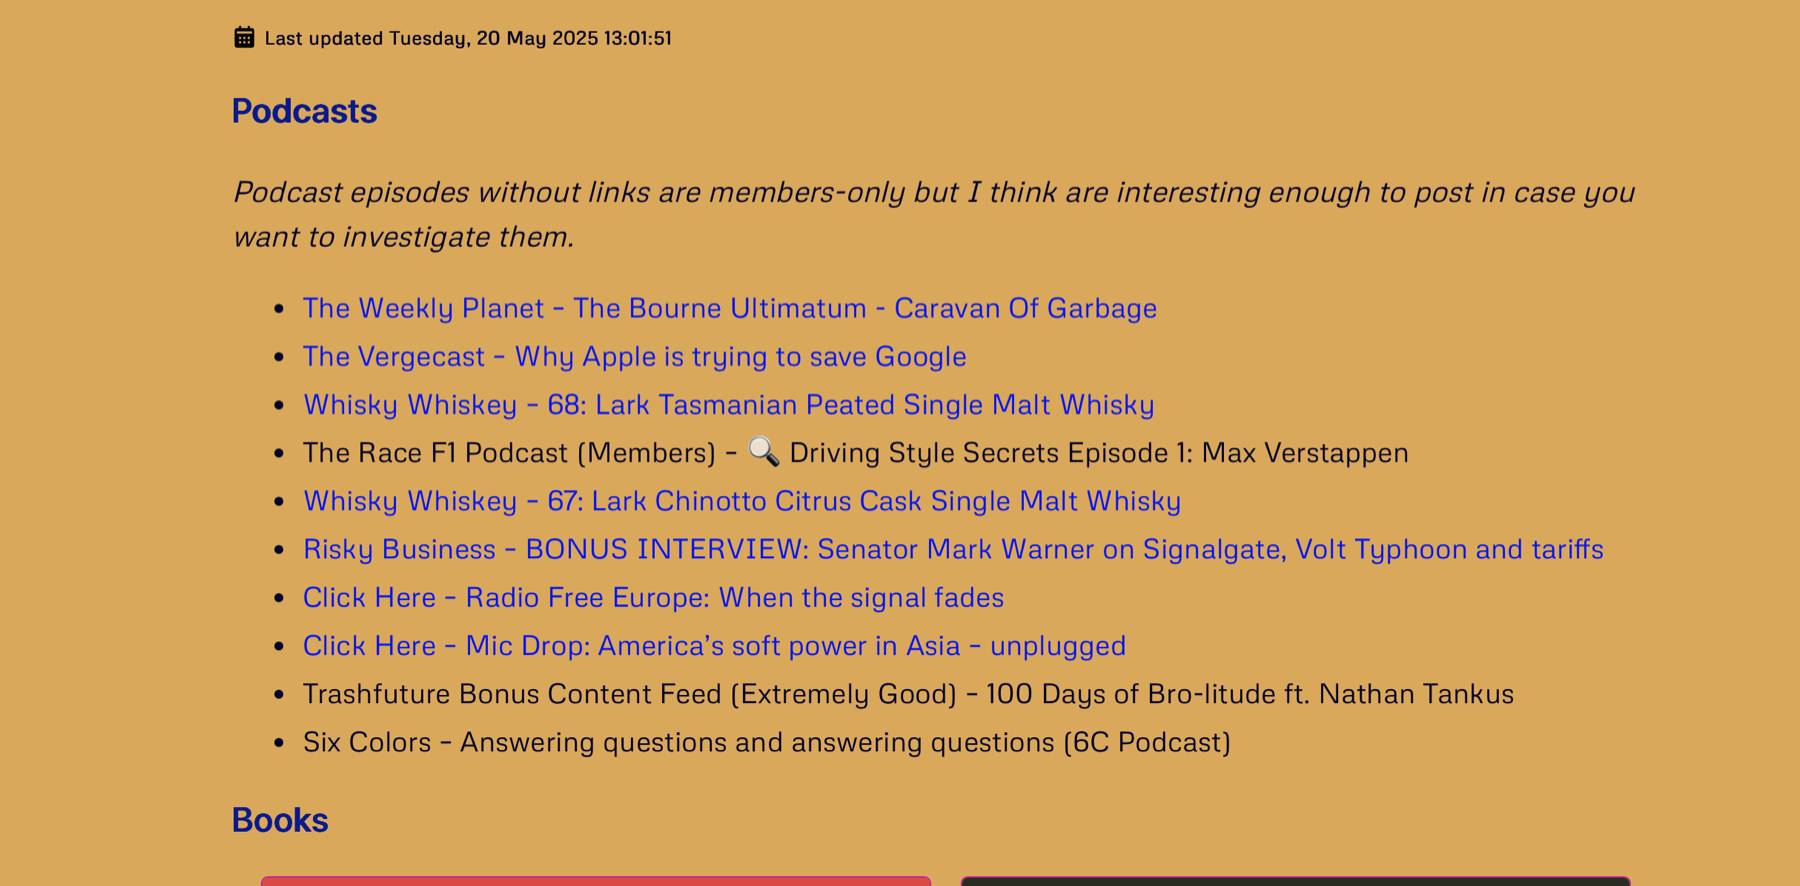 Last updated Tuesday, 20 May 2025 13:01:51
Podcasts
Podcast episodes without links are members-only but I think are interesting enough to post in case you
want to investigate them.
• The Weekly Planet – The Bourne Ultimatum - Caravan Of Garbage
• The Vergecast – Why Apple is trying to save Google
• Whisky Whiskey – 68: Lark Tasmanian Peated Single Malt Whisky
• The Race F1 Podcast (Members) – 🔍 Driving Style Secrets Episode 1: Max Verstappen
• Whisky Whiskey – 67: Lark Chinotto Citrus Cask Single Malt Whisky
• Risky Business – BONUS INTERVIEW: Senator Mark Warner on Signalgate, Volt Typhoon and tariffs
• Click Here – Radio Free Europe: When the signal fades
• Click Here – Mic Drop: America’s soft power in Asia – unplugged
• Trashfuture Bonus Content Feed (Extremely Good) – 100 Days of Bro-litude ft. Nathan Tankus
• Six Colors – Answering questions and answering questions (6C Podcast)
Books